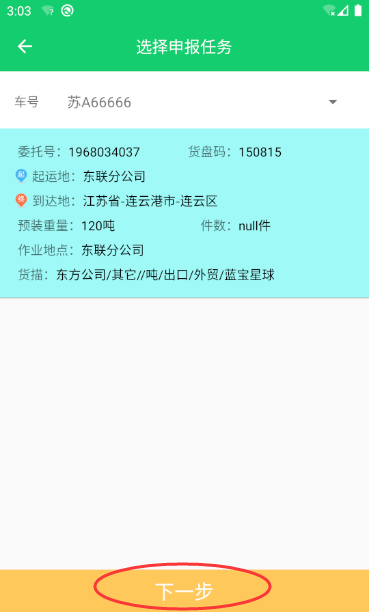 3:03
选择申报任务
车号 苏A66666
委托号：1968034037 货盘码：150815
起 起运地：东联分公司
终 到达地：江苏省-连云港市-连云区
预装重量：120吨 件数：null件
作业地点：东联分公司
货描：东方公司/其它//吨/出口/外贸/蓝宝星球
下一步